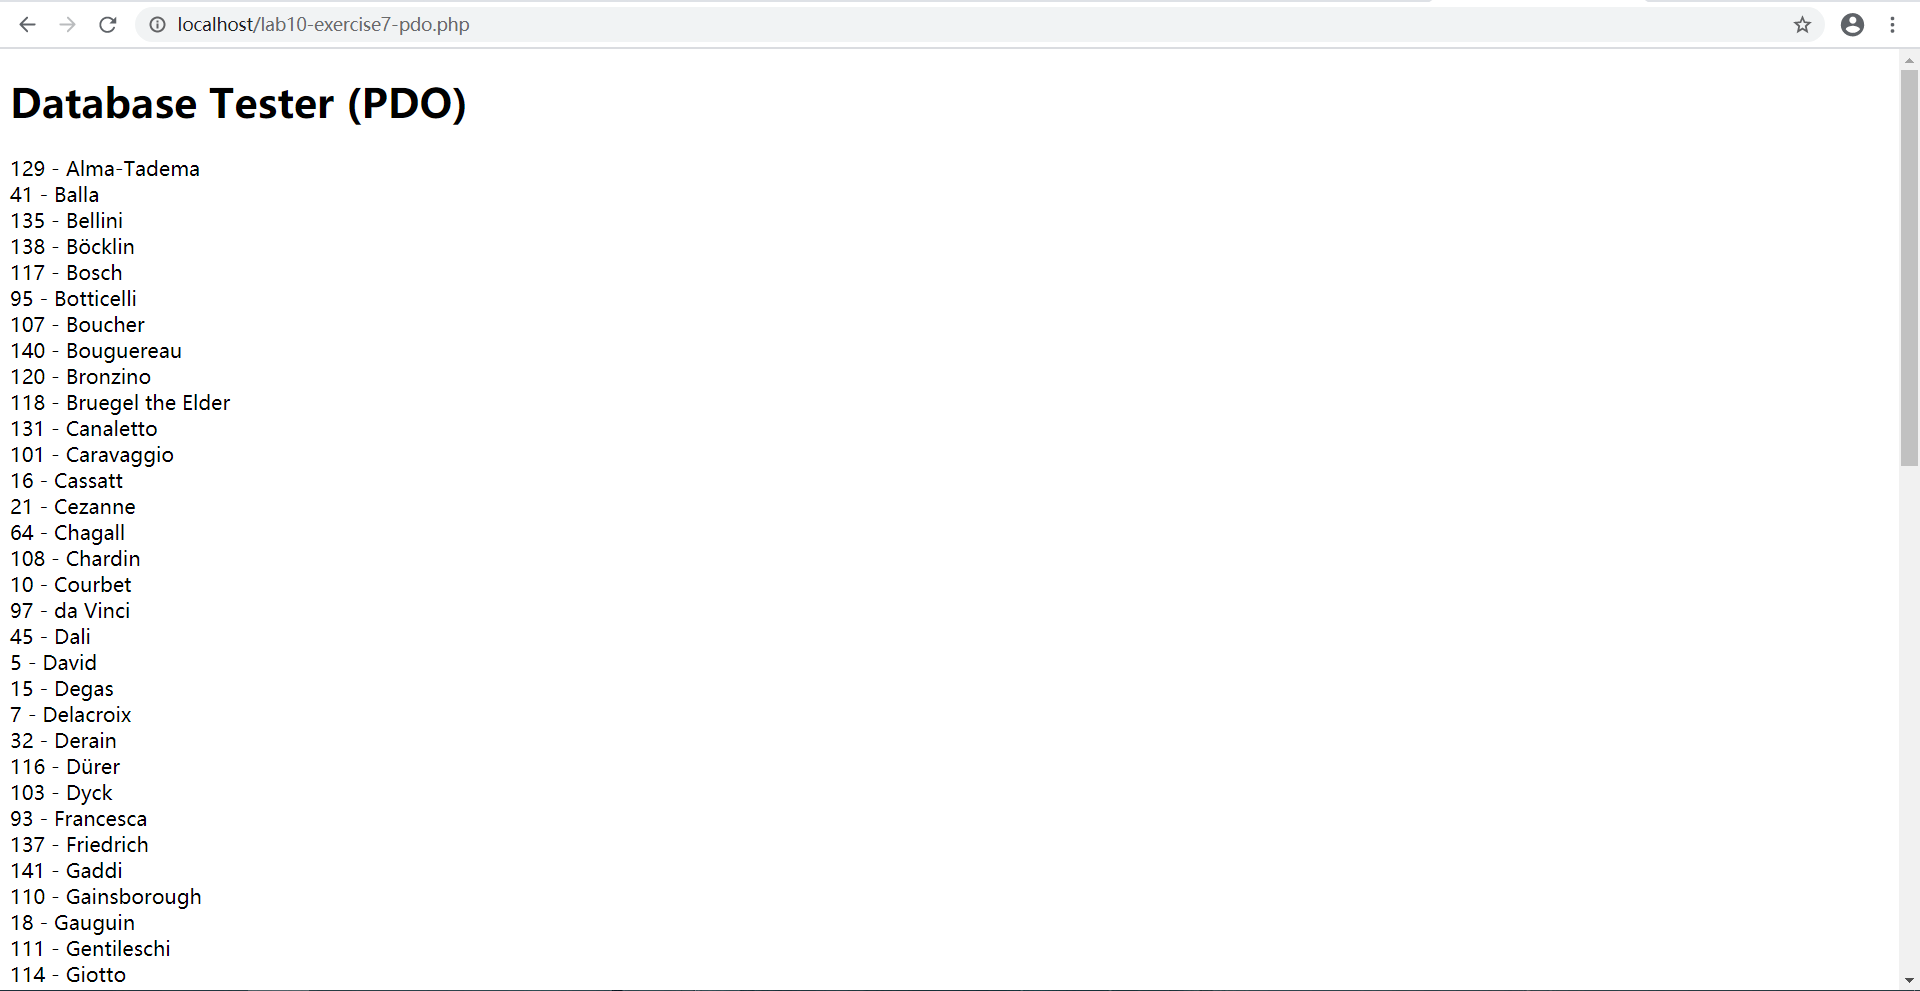 localhost/lab10-exercise7-pdo.php
Database Tester (PDO)
129 - Alma-Tadema
41 - Balla
135 - Bellini
138 - Böcklin
117 - Bosch
95 - Botticelli
107 - Boucher
140 - Bouguereau
120 - Bronzino
118 - Bruegel the Elder
131 - Canaletto
101 - Caravaggio
16 - Cassatt
21 - Cezanne
64 - Chagall
108 - Chardin
10 - Courbet
97 - da Vinci
45 - Dali
5 - David
15 - Degas
7 - Delacroix
32 - Derain
116 - Dürer
103 - Dyck
93 - Francesca
137 - Friedrich
141 - Gaddi
110 - Gainsborough
18 - Gauguin
111 - Gentileschi
114 - Giotto